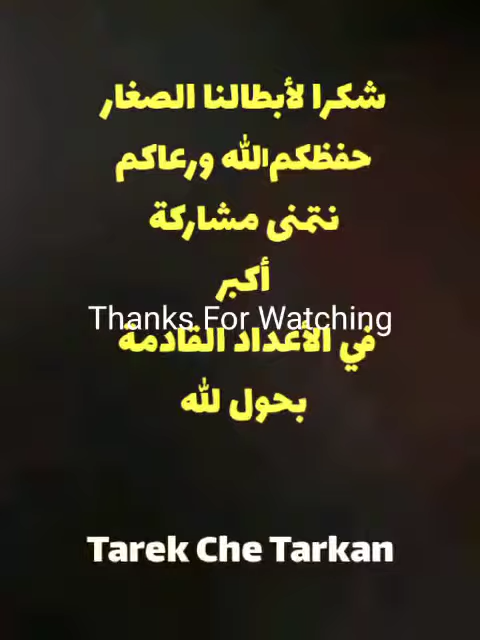 شكرا لأبطالنا الصغار
حفظكم الله ورعاكم
نتمنى مشاركة
أكبر
Thanks For Watching
في الأعداد القادمة
بحول لله
Tarek Che Tarkan